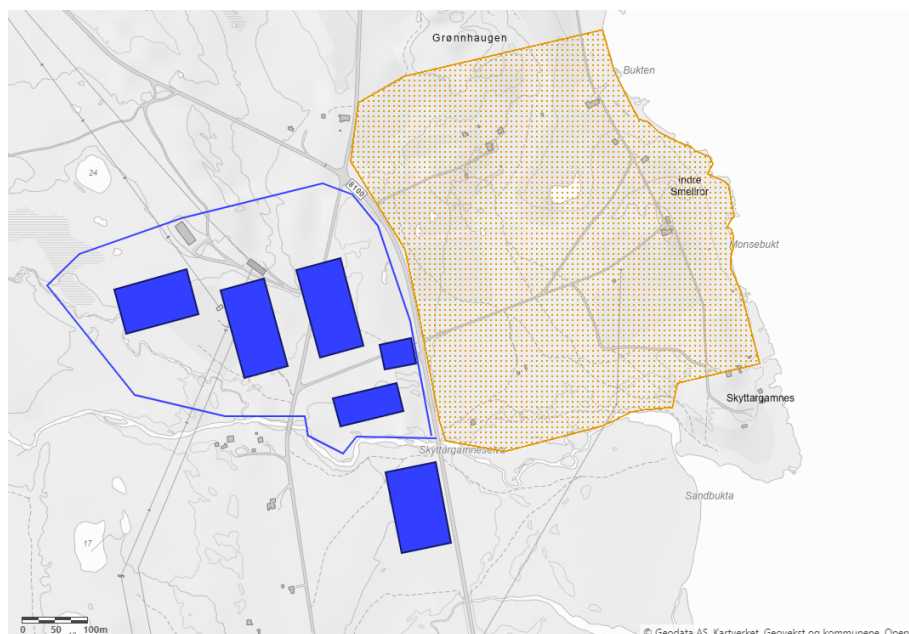 Grønnhaugen
Bukten
24
8100
Indre
Smellror
Monsebukt
Skyttargamnes
Skyttargamneselva
Sandbukta
17
0 50 100m
© Geodata AS, Kartverket, Geovekst og kommunene, Open